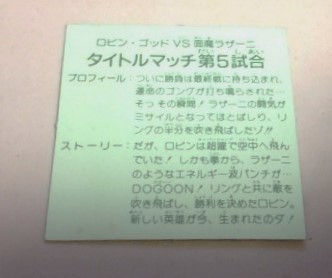 ロビン・ゴッドVS 悪魔ラザーニ
タイトルマッチ第5試合
プロフィール：ついに勝負は最終戦に持ち込まれ、
運命のゴングが打ち鳴らされた…
そっその瞬間！ラザーニの闘気が
ミサイルとなってほとばしり、リ
ングの半分を吹き飛ばしたゾ!!
ストーリー：だが、ロビンは超躍で空中へ飛ん
でいた！しかも拳から、ラザーニ
のようなエネルギー波パンチが…
DOGOON！リングと共に敵を
吹き飛ばし、勝利を決めたロビン。
新しい英雄が今、生まれたのダ！